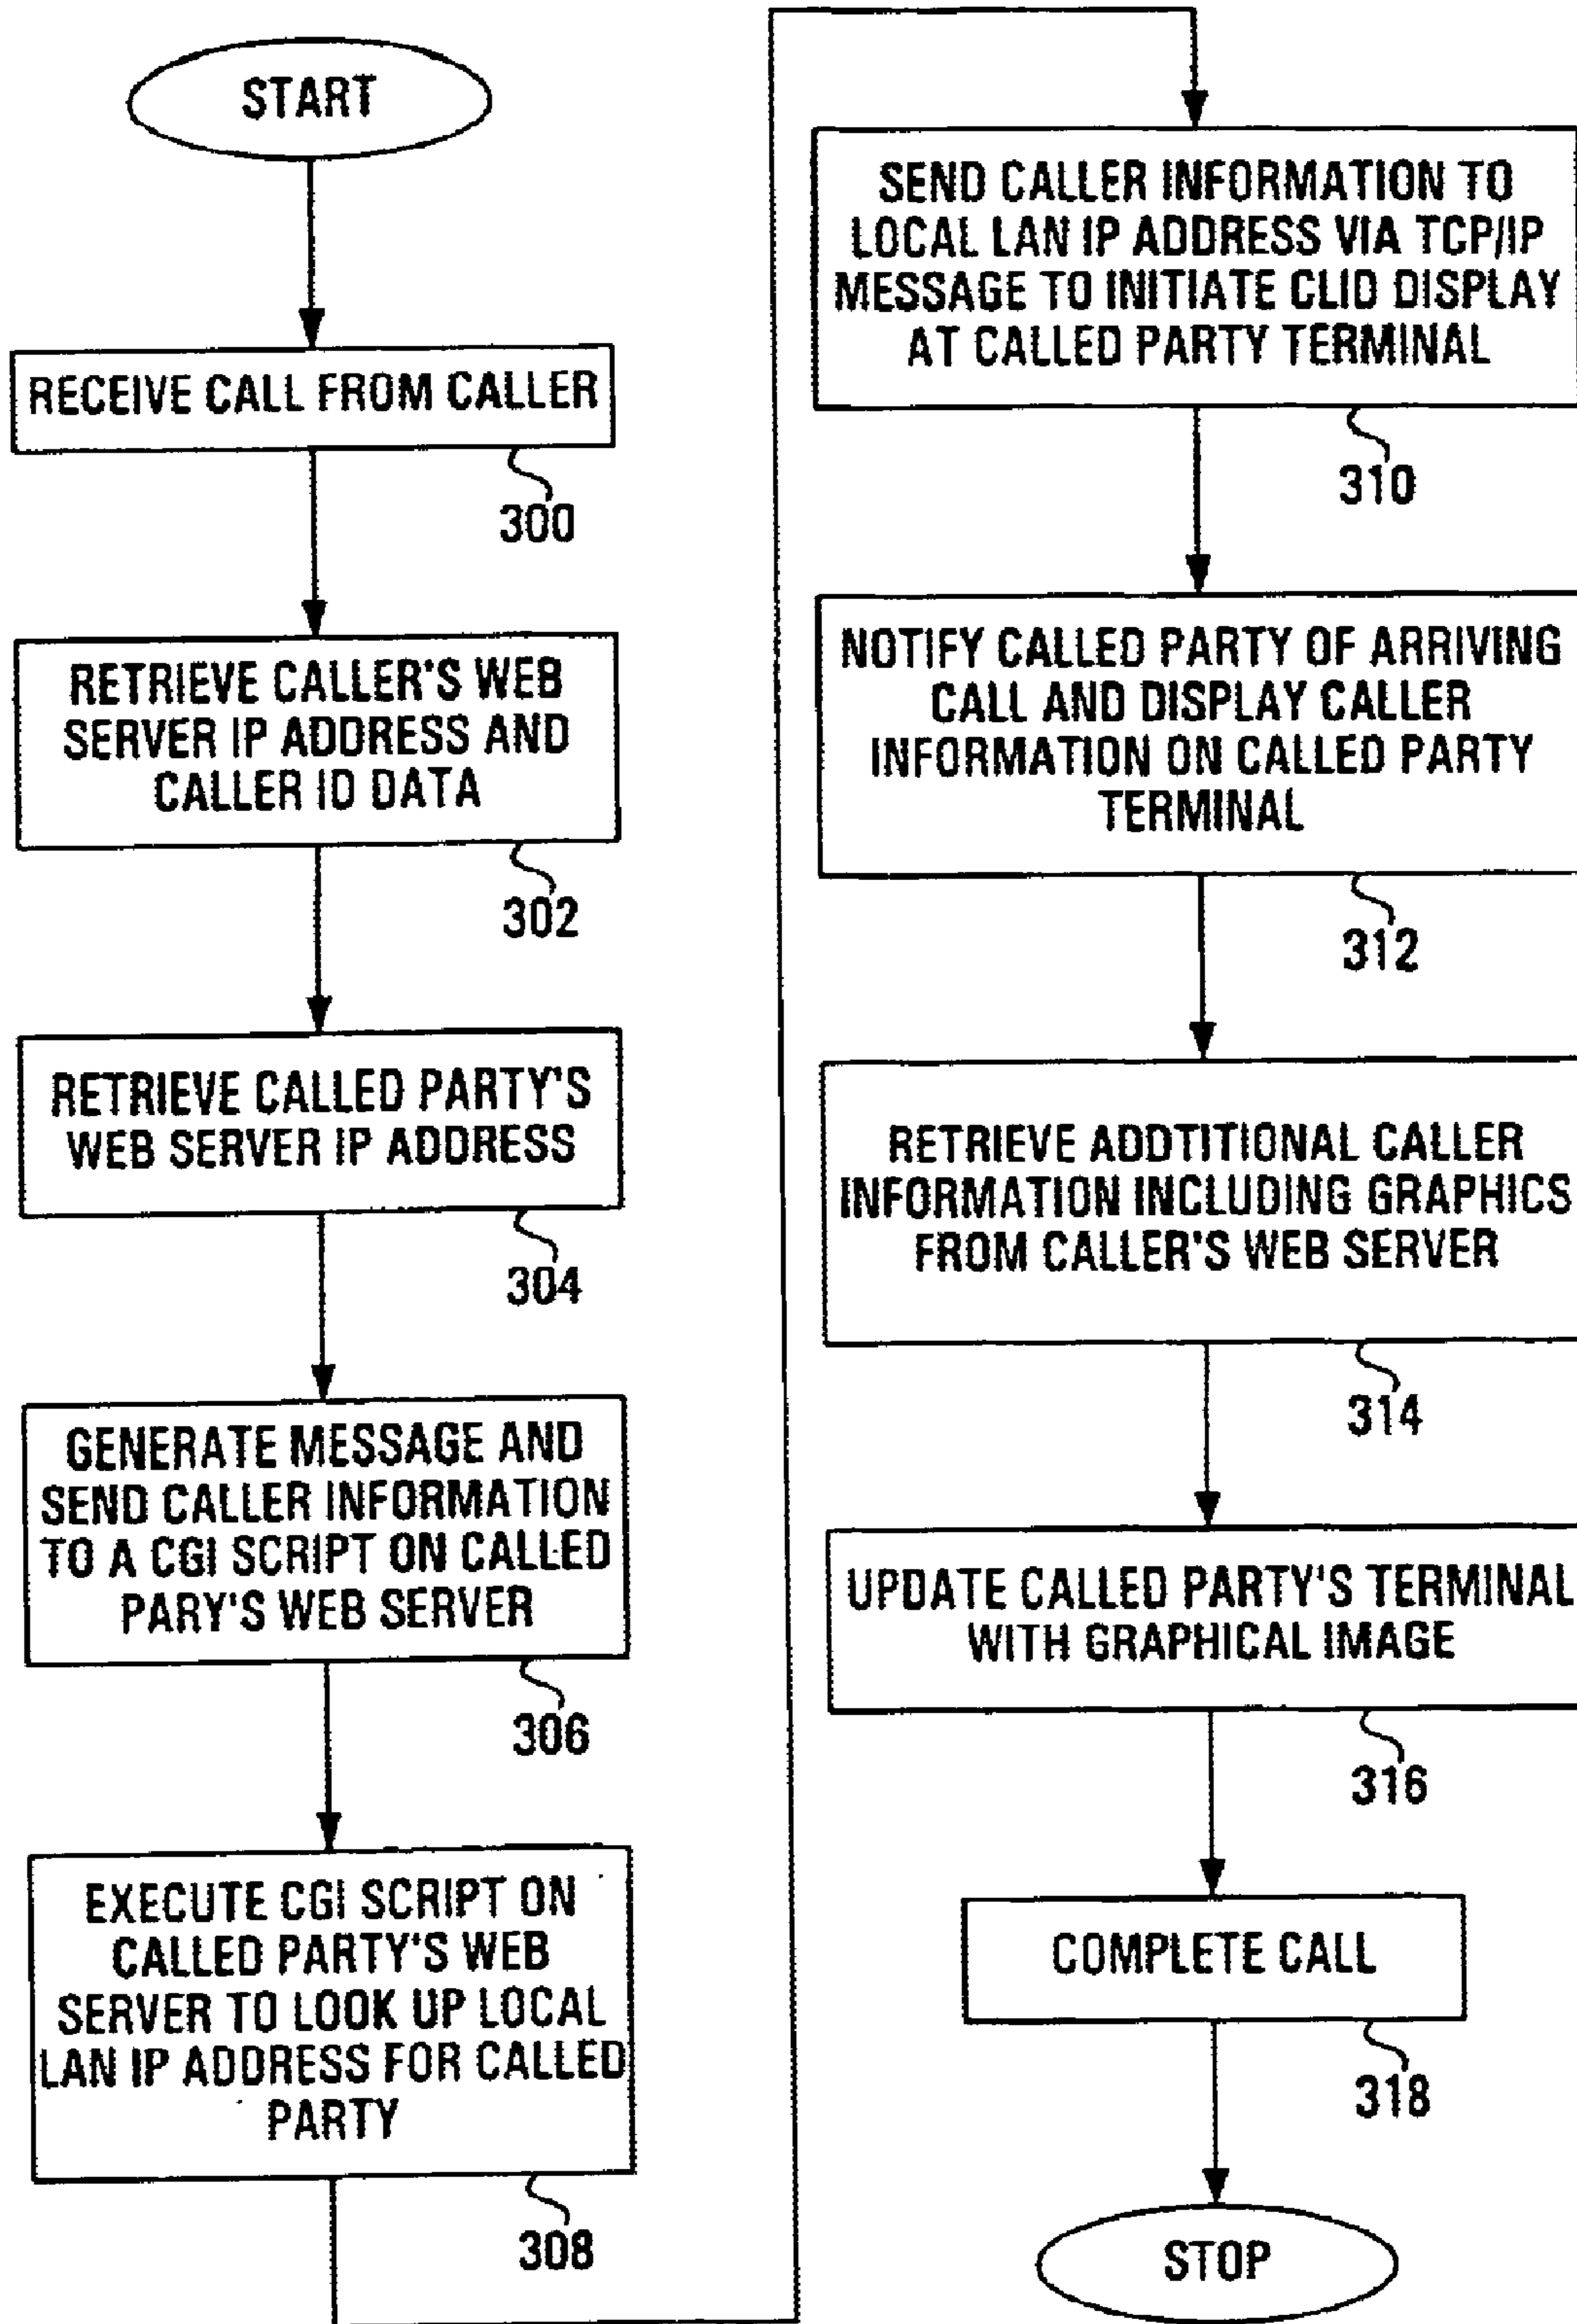 START
RECEIVE CALL FROM CALLER
300
RETRIEVE CALLER'S WEB
SERVER IP ADDRESS AND
CALLER ID DATA
302
RETRIEVE CALLED PARTY'S
WEB SERVER IP ADDRESS
304
GENERATE MESSAGE AND
SEND CALLER INFORMATION
TO A CGI SCRIPT ON CALLED
PARY'S WEB SERVER
306
EXECUTE CGI SCRIPT ON
CALLED PARTY'S WEB
SERVER TO LOOK UP LOCAL
LAN IP ADDRESS FOR CALLED
PARTY
308
SEND CALLER INFORMATION TO
LOCAL LAN IP ADDRESS VIA TCP/IP
MESSAGE TO INITIATE CLID DISPLAY
AT CALLED PARTY TERMINAL
310
NOTIFY CALLED PARTY OF ARRIVING
CALL AND DISPLAY CALLER
INFORMATION ON CALLED PARTY
TERMINAL
312
RETRIEVE ADDTITIONAL CALLER
INFORMATION INCLUDING GRAPHICS
FROM CALLER'S WEB SERVER
314
UPDATE CALLED PARTY'S TERMINAL
WITH GRAPHICAL IMAGE
316
COMPLETE CALL
318
STOP